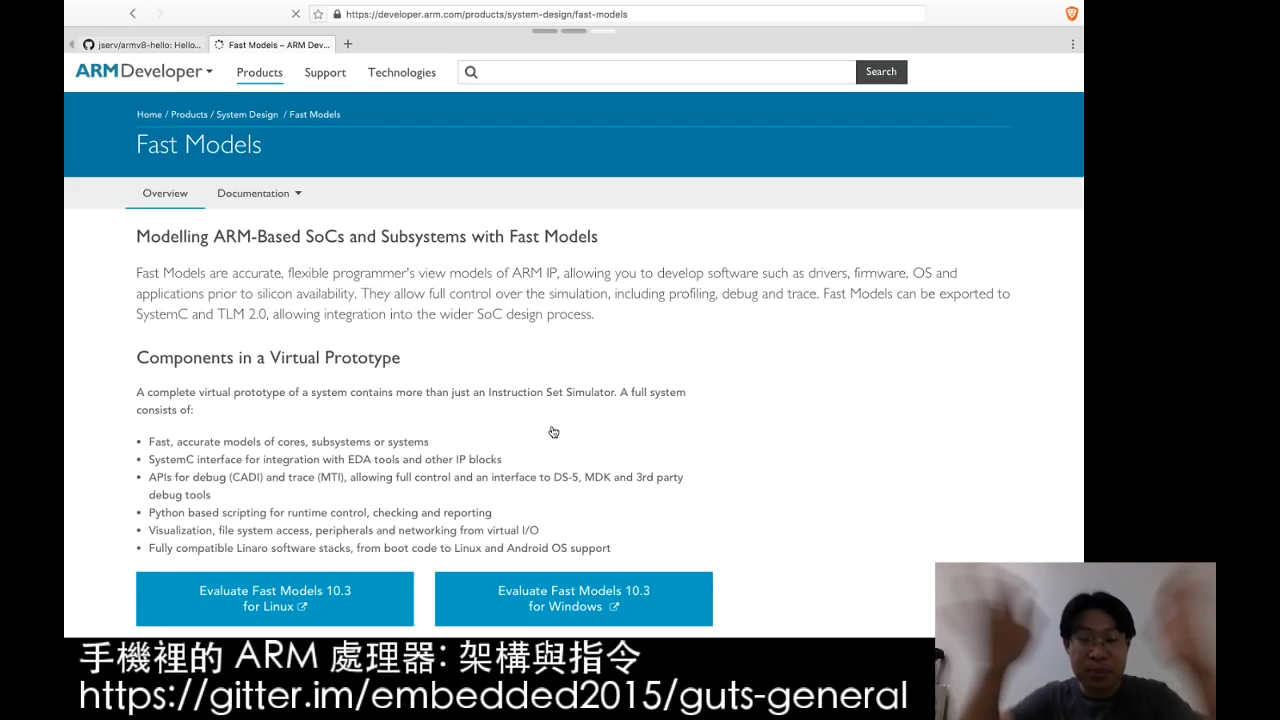 https://developer.arm.com/products/system-design/fast-models
jserv/armv8-hello: Hello...
Fast Models – ARM Dev...
ARMDeveloper
Products
Support
Technologies
Search
Home / Products / System Design / Fast Models
Fast Models
Overview
Documentation
Modelling ARM-Based SoCs and Subsystems with Fast Models
Fast Models are accurate, flexible programmer's view models of ARM IP, allowing you to develop software such as drivers, firmware, OS and
applications prior to silicon availability. They allow full control over the simulation, including profiling, debug and trace. Fast Models can be exported to
SystemC and TLM 2.0, allowing integration into the wider SoC design process.
Components in a Virtual Prototype
A complete virtual prototype of a system contains more than just an Instruction Set Simulator. A full system
consists of:
• Fast, accurate models of cores, subsystems or systems
• SystemC interface for integration with EDA tools and other IP blocks
• APIs for debug (CADI) and trace (MTI), allowing full control and an interface to DS-5, MDK and 3rd party
debug tools
• Python based scripting for runtime control, checking and reporting
• Visualization, file system access, peripherals and networking from virtual I/O
• Fully compatible Linaro software stacks, from boot code to Linux and Android OS support
Evaluate Fast Models 10.3
for Linux
Evaluate Fast Models 10.3
for Windows
手機裡的 ARM 處理器: 架構與指令
https://gitter.im/embedded2015/guts-general